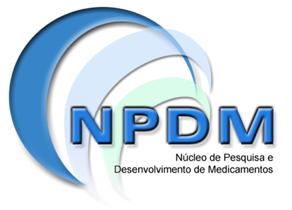 NPDM
Núcleo de Pesquisa e
Desenvolvimento de Medicamentos